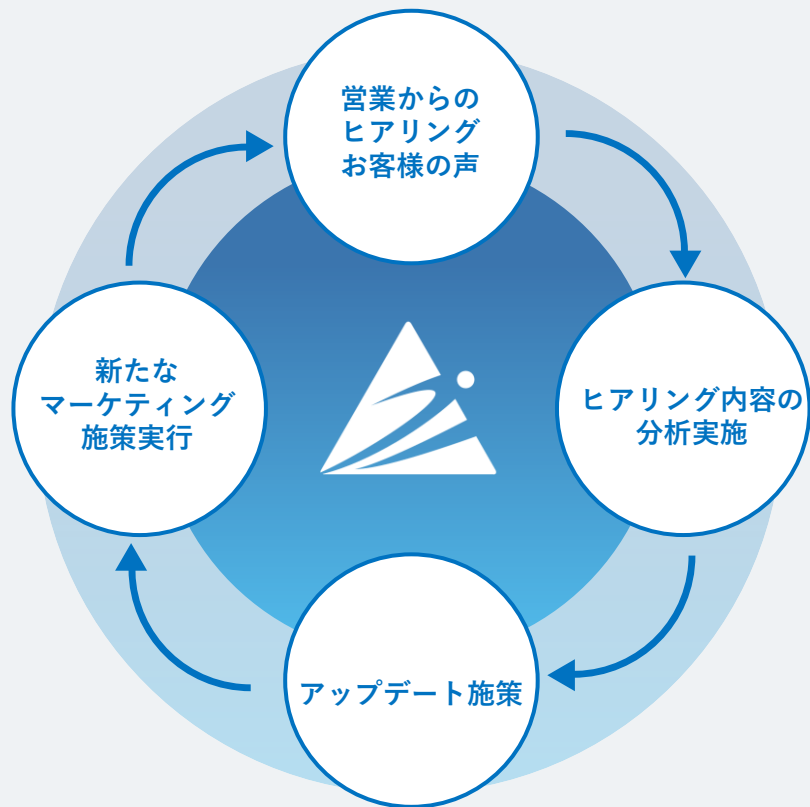 営業からの
ヒアリング
お客様の声
ヒアリング内容の
分析実施
アップデート施策
新たな
マーケティング
施策実行